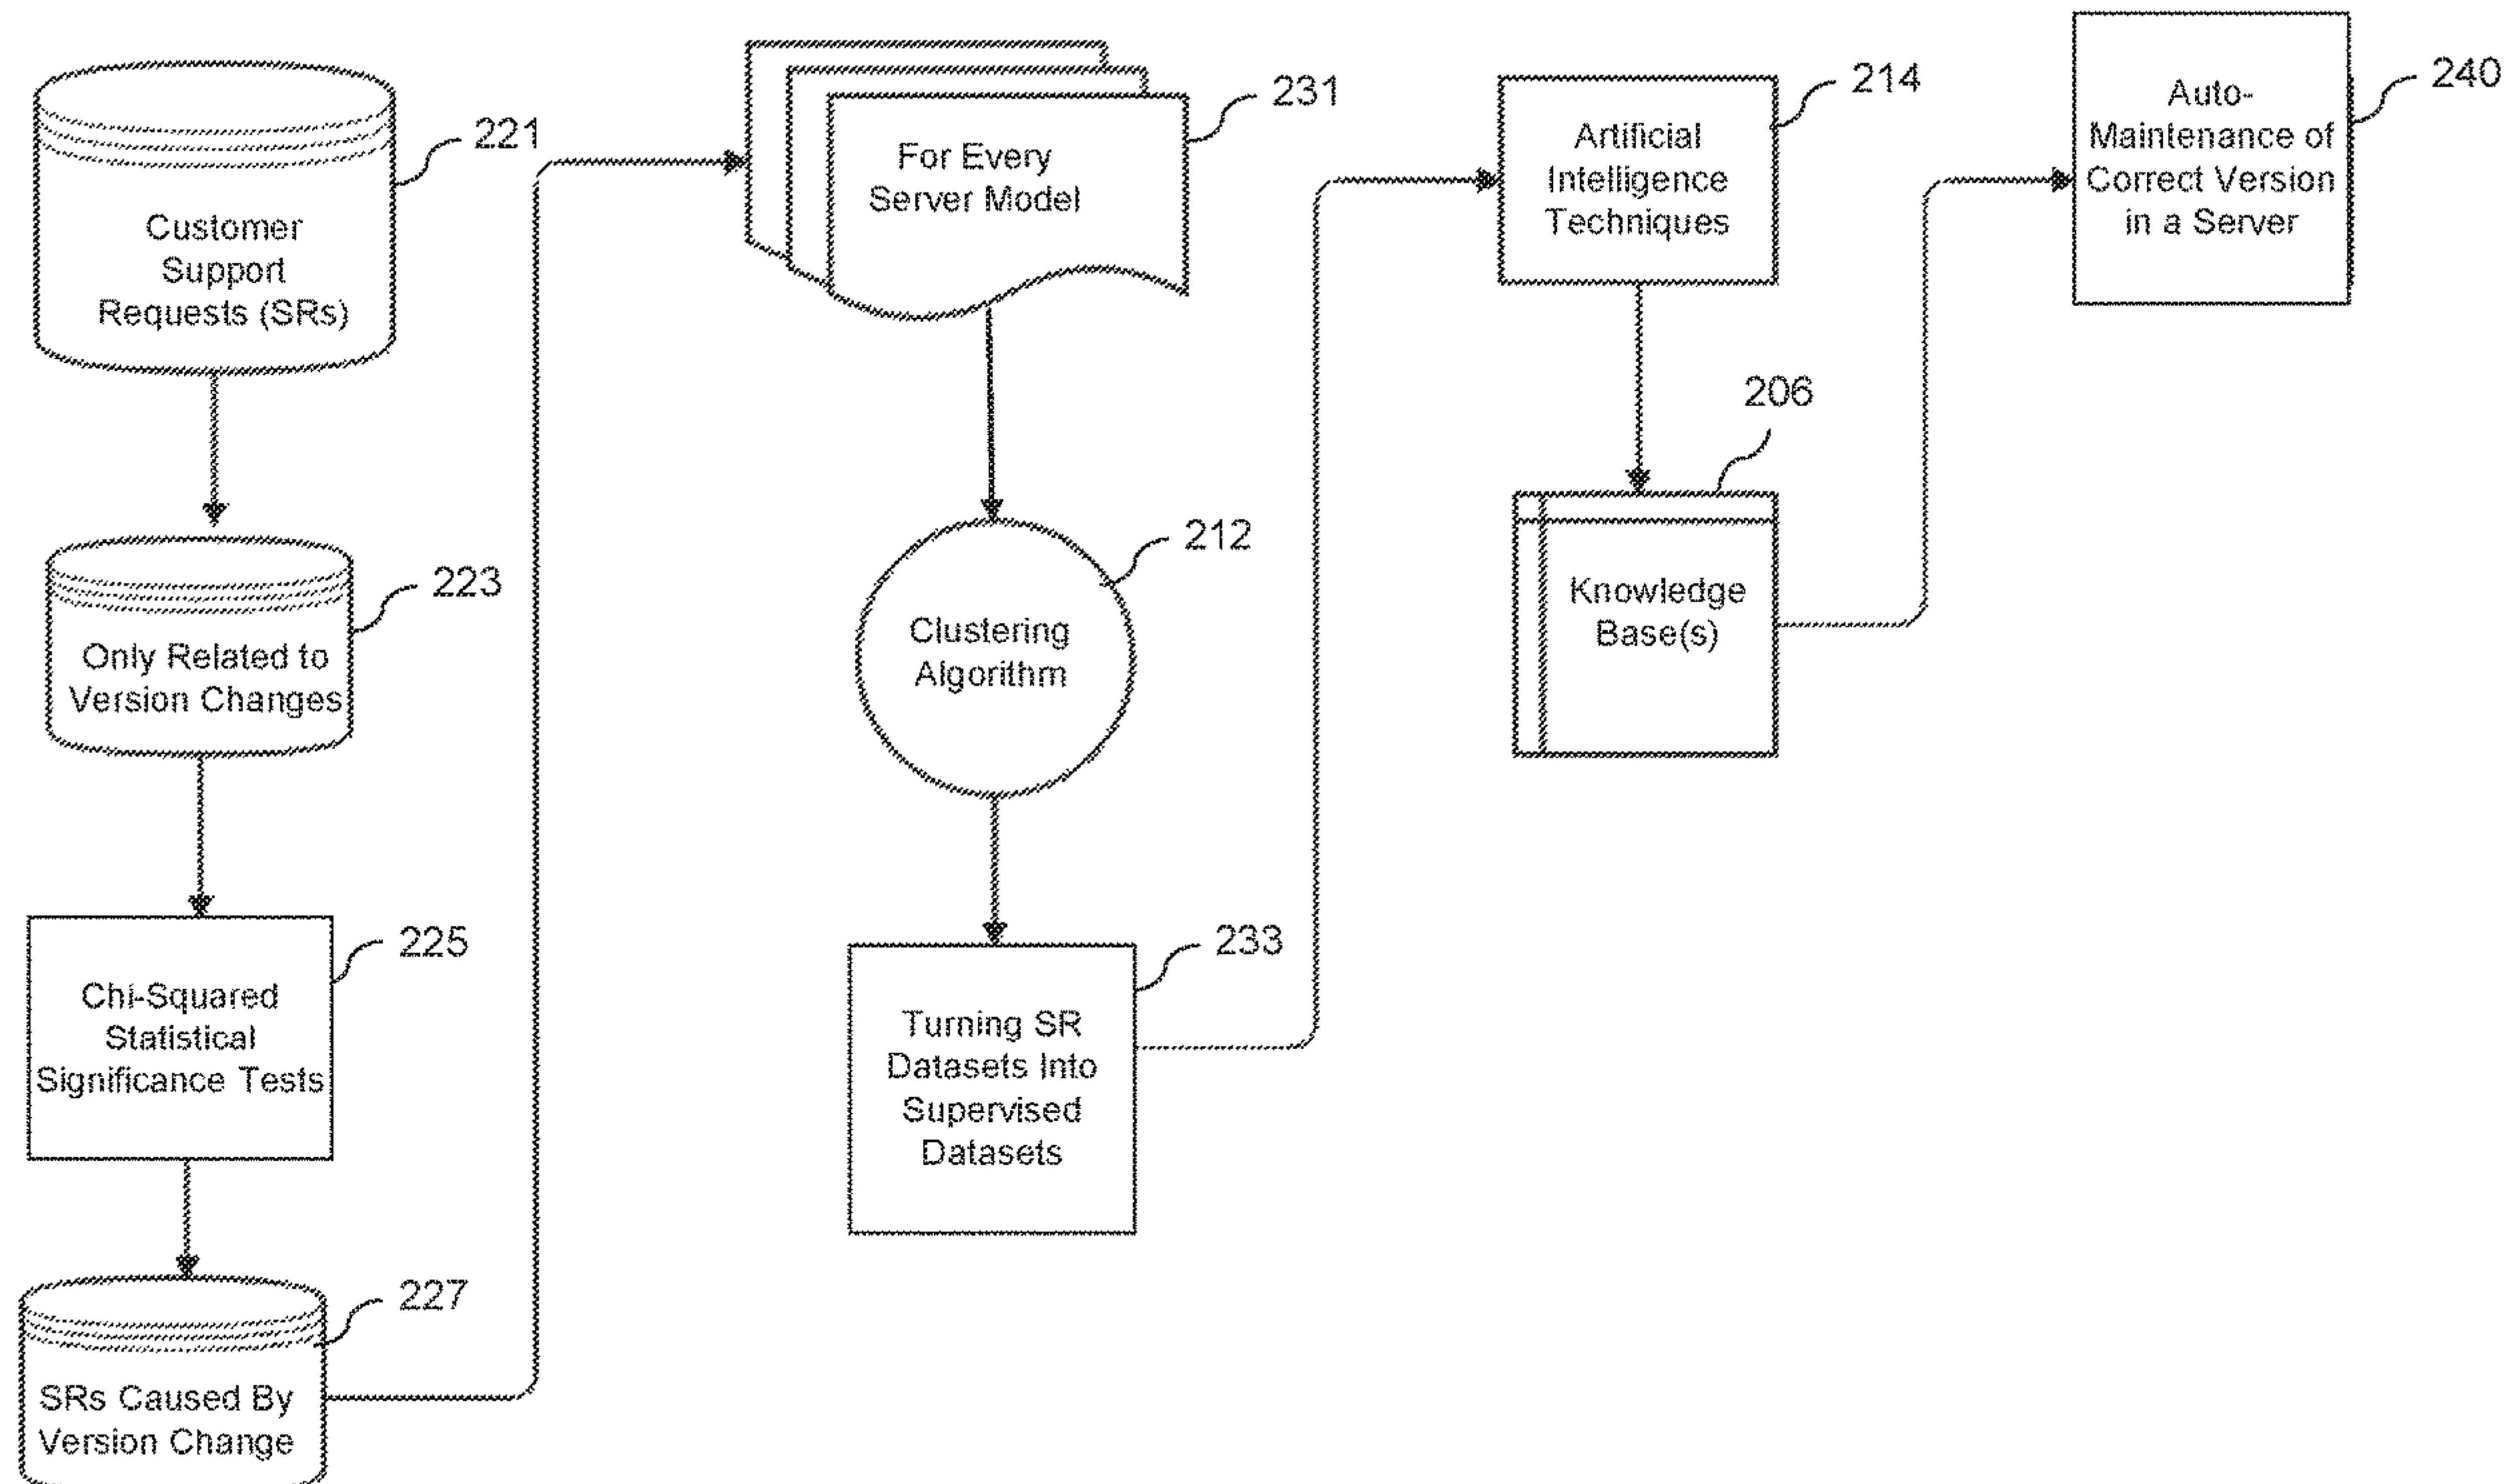 Customer
Support
Requests (SRs)
221
Only Related to
Version Changes
223
Chi-Squared
Statistical
Significance Tests
225
SRs Caused By
Version Change
227
For Every
Server Model
231
Clustering
Algorithm
212
Turning SR
Datasets Into
Supervised
Datasets
233
Artificial
Intelligence
Techniques
214
Knowledge
Base(s)
206
Auto-
Maintenance of
Correct Version
in a Server
240